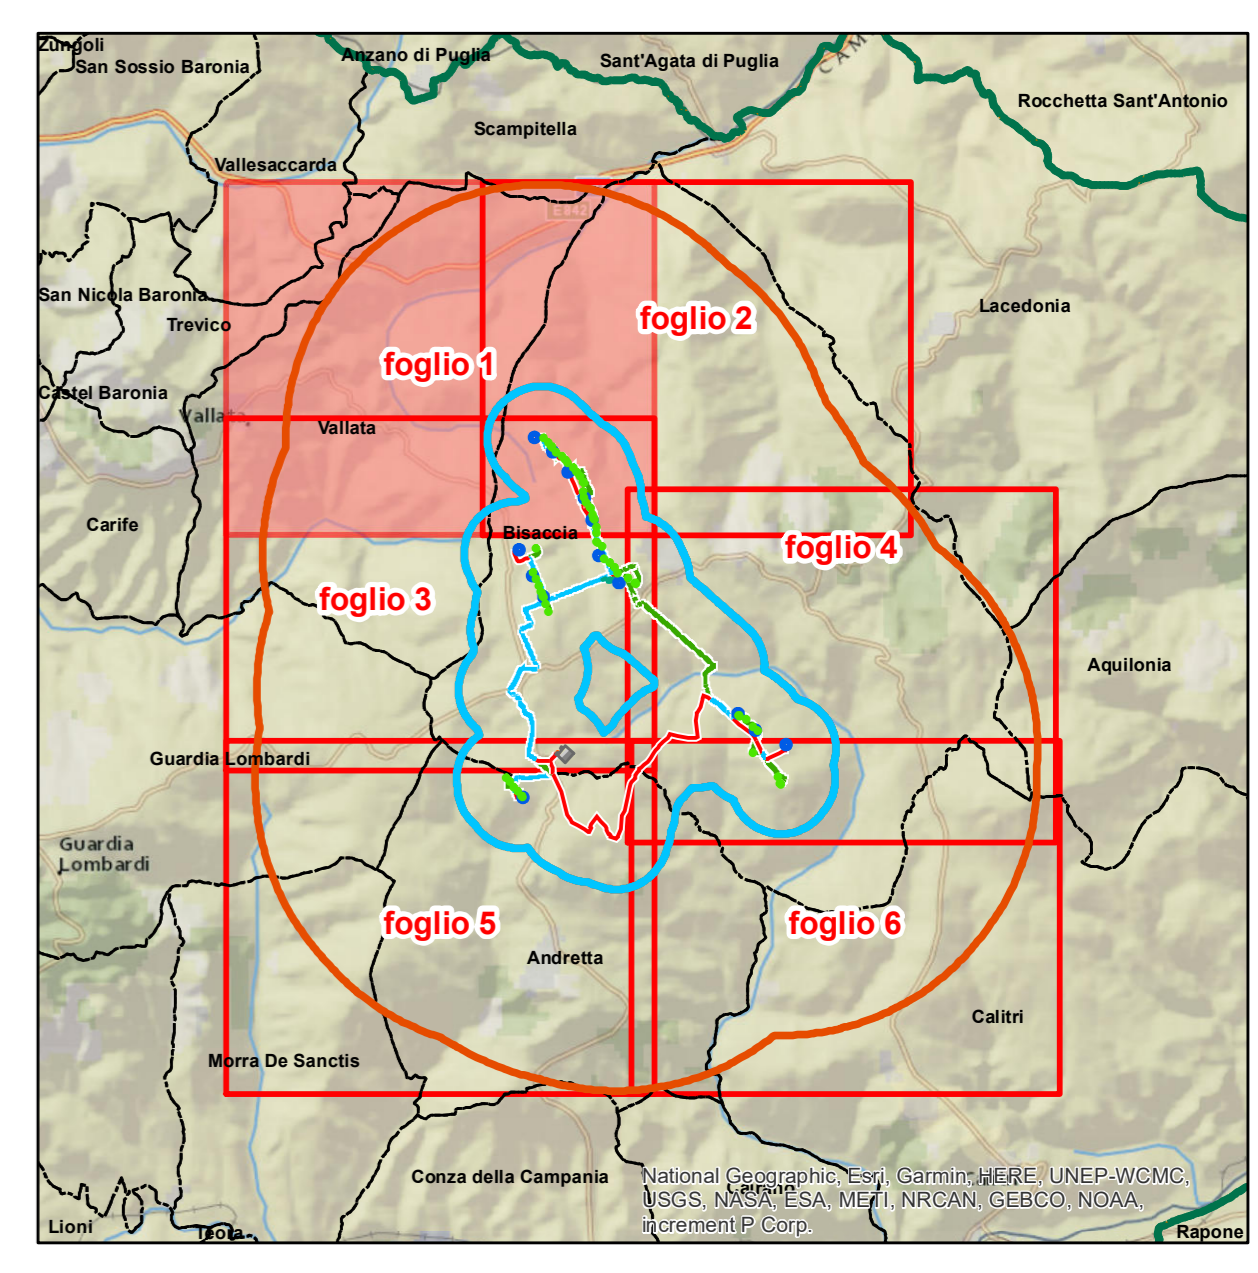 Zungoli
San Sossio Baronia
Anzano di Puglia
Sant'Agata di Puglia
CAM
Rocchetta Sant'Antonio
Scampitella
Vallesaccarda
E842
San Nicola Baronia
Trevico
foglio 2
Lacedonia
foglio 1
Castel Baronia
Vallata
Vallata
Carife
Bisaccia
foglio 4
foglio 3
Aquilonia
Guardia Lombardi
Guardia
Lombardi
foglio 5
foglio 6
Andretta
Calitri
Morra De Sanctis
Conza della Campania
Cairano
National Geographic, Esri, Garmin, HERE, UNEP-WCMC,
USGS, NASA, ESA, METI, NRCAN, GEBCO, NOAA,
increment P Corp.
Lioni
Teora
Rapone